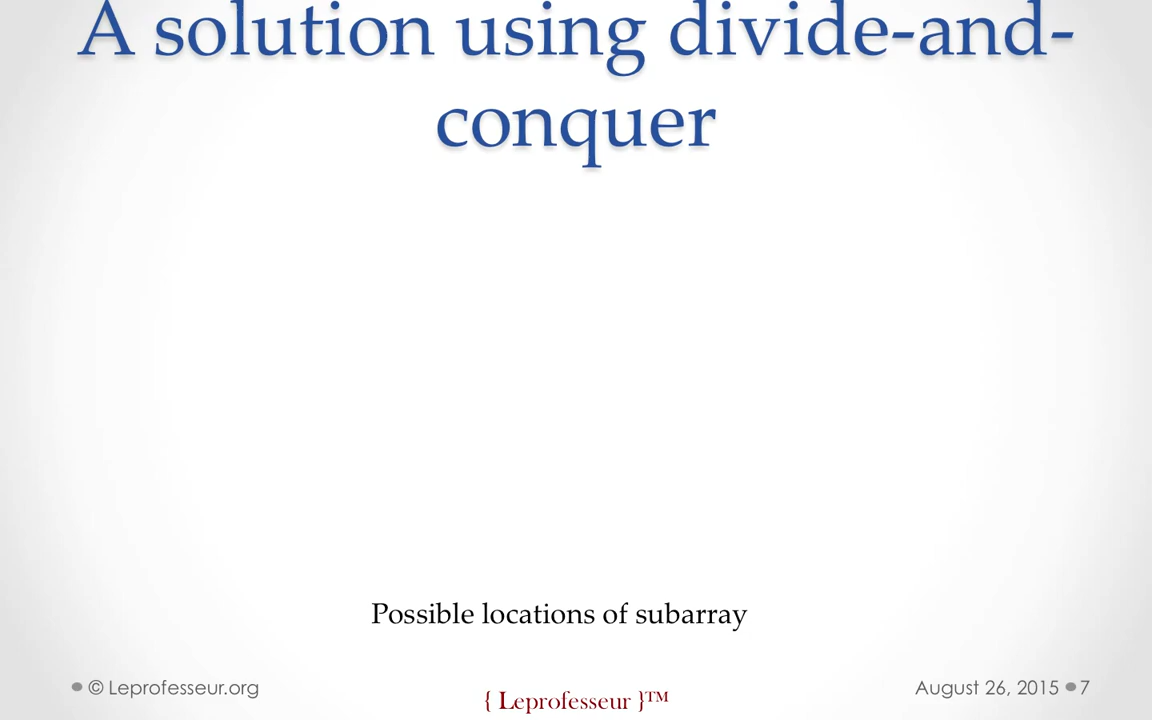 A solution using divide-and-
conquer
Possible locations of subarray
© Leprofesseur.org
{ Leprofesseur }™
August 26, 2015
7